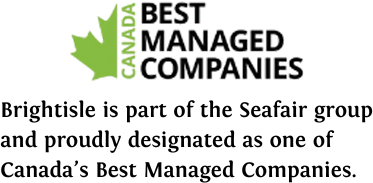 CANADA
BEST
MANAGED
COMPANIES
Brightisle is part of the Seafair group
and proudly designated as one of
Canada’s Best Managed Companies.